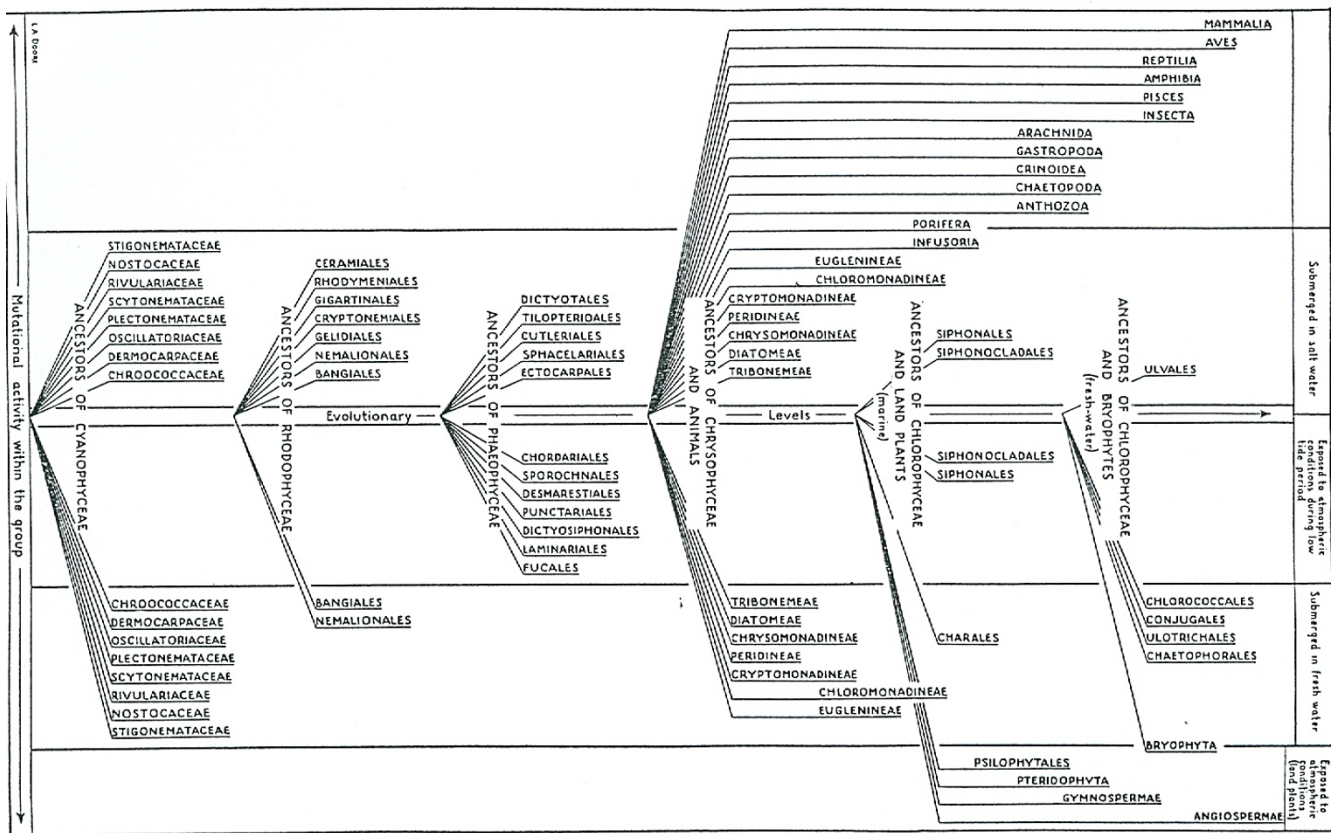 L A DOORE
Mutational activity within the group
STIGONEMATACEAE
NOSTOCACEAE
RIVULARIACEAE
SCYTONEMATACEAE
PLECTONEMATACEAE
OSCILLATORIACEAE
DERMOCARPACEAE
CHROOCOCCACEAE
ANCESTORS OF CYANOPHYCEAE
CHROOCOCCACEAE
DERMOCARPACEAE
OSCILLATORIACEAE
PLECTONEMATACEAE
SCYTONEMATACEAE
RIVULARIACEAE
NOSTOCACEAE
STIGONEMATACEAE
CERAMIALES
RHODYMENIALES
GIGARTINALES
CRYPTONEMIALES
GELIDIALES
NEMALIONALES
BANGIALES
ANCESTORS OF RHODOPHYCEAE
BANGIALES
NEMALIONALES
Evolutionary
DICTYOTALES
TILOPTERIDALES
CUTLERIALES
SPHACELARIALES
ECTOCARPALES
ANCESTORS OF PHAEOPHYCEAE
CHORDARIALES
SPOROCHNALES
DESMARESTIALES
PUNCTARIALES
DICTYOSIPHONALES
LAMINARIALES
FUCALES
MAMMALIA
AVES
REPTILIA
AMPHIBIA
PISCES
INSECTA
ARACHNIDA
GASTROPODA
CRINOIDEA
CHAETOPODA
ANTHOZOA
PORIFERA
INFUSORIA
EUGLENINEAE
CHLOROMONADINEAE
CRYPTOMONADINEAE
PERIDINEAE
CHRYSOMONADINEAE
DIATOMEAE
TRIBONEMEAE
ANCESTORS OF CHRYSOPHYCEAE
AND ANIMALS
TRIBONEMEAE
DIATOMEAE
CHRYSOMONADINEAE
PERIDINEAE
CRYPTOMONADINEAE
CHLOROMONADINEAE
EUGLENINEAE
Levels
SIPHONALES
SIPHONOCLADALES
ANCESTORS OF CHLOROPHYCEAE
AND LAND PLANTS
(marine)
SIPHONOCLADALES
SIPHONALES
CHARALES
PSILOPHYTALES
PTERIDOPHYTA
GYMNOSPERMAE
ANGIOSPERMAE
ULVALES
ANCESTORS OF CHLOROPHYCEAE
AND BRYOPHYTES
(fresh-water)
CHLOROCOCCALES
CONJUGALES
ULOTRICHALES
CHAETOPHORALES
BRYOPHYTA
Submerged in salt water
Exposed to atmospheric
conditions during low
tide period
Submerged in fresh water
Exposed to
atmospheric
conditions
(land plants)